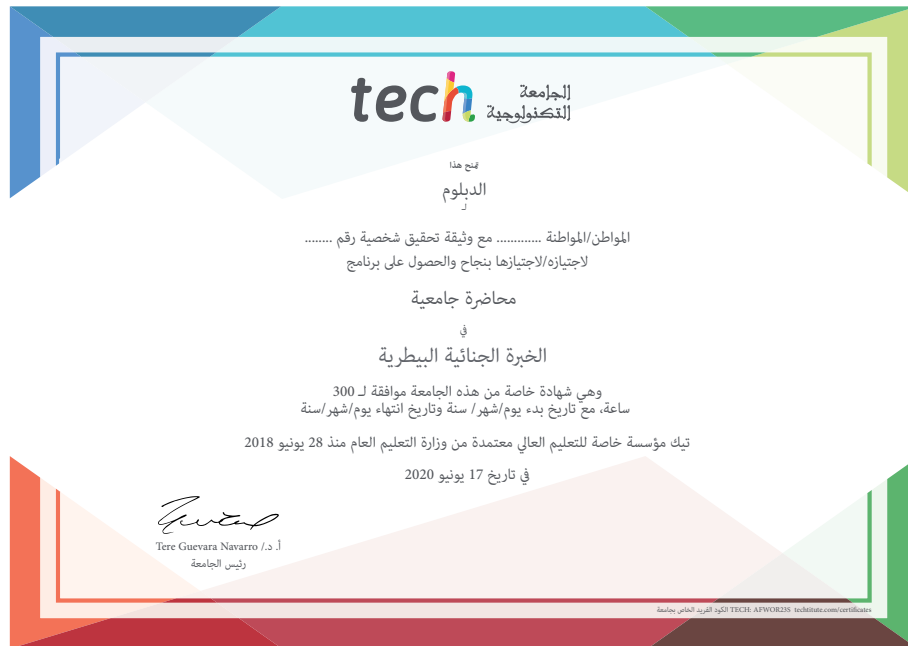 tech الجامعة
التكنولوجية
تمنح هذا
الدبلوم
لـ
المواطن/المواطنة ............. مع وثيقة تحقيق شخصية رقم ........
لاجتيازه/لاجتيازها بنجاح والحصول على برنامج
محاضرة جامعية
في
الخبرة الجنائية البيطرية
وهي شهادة خاصة من هذه الجامعة موافقة لـ 300
ساعة، مع تاريخ بدء يوم/شهر/ سنة وتاريخ انتهاء يوم/شهر/سنة
تيك مؤسسة خاصة للتعليم العالي معتمدة من وزارة التعليم العام منذ 28 يونيو 2018
في تاريخ 17 يونيو 2020
أ. د./ Tere Guevara Navarro
رئيس الجامعة
الكود الفريد الخاص بجامعة TECH: AFWOR23S techtitute.com/certificates